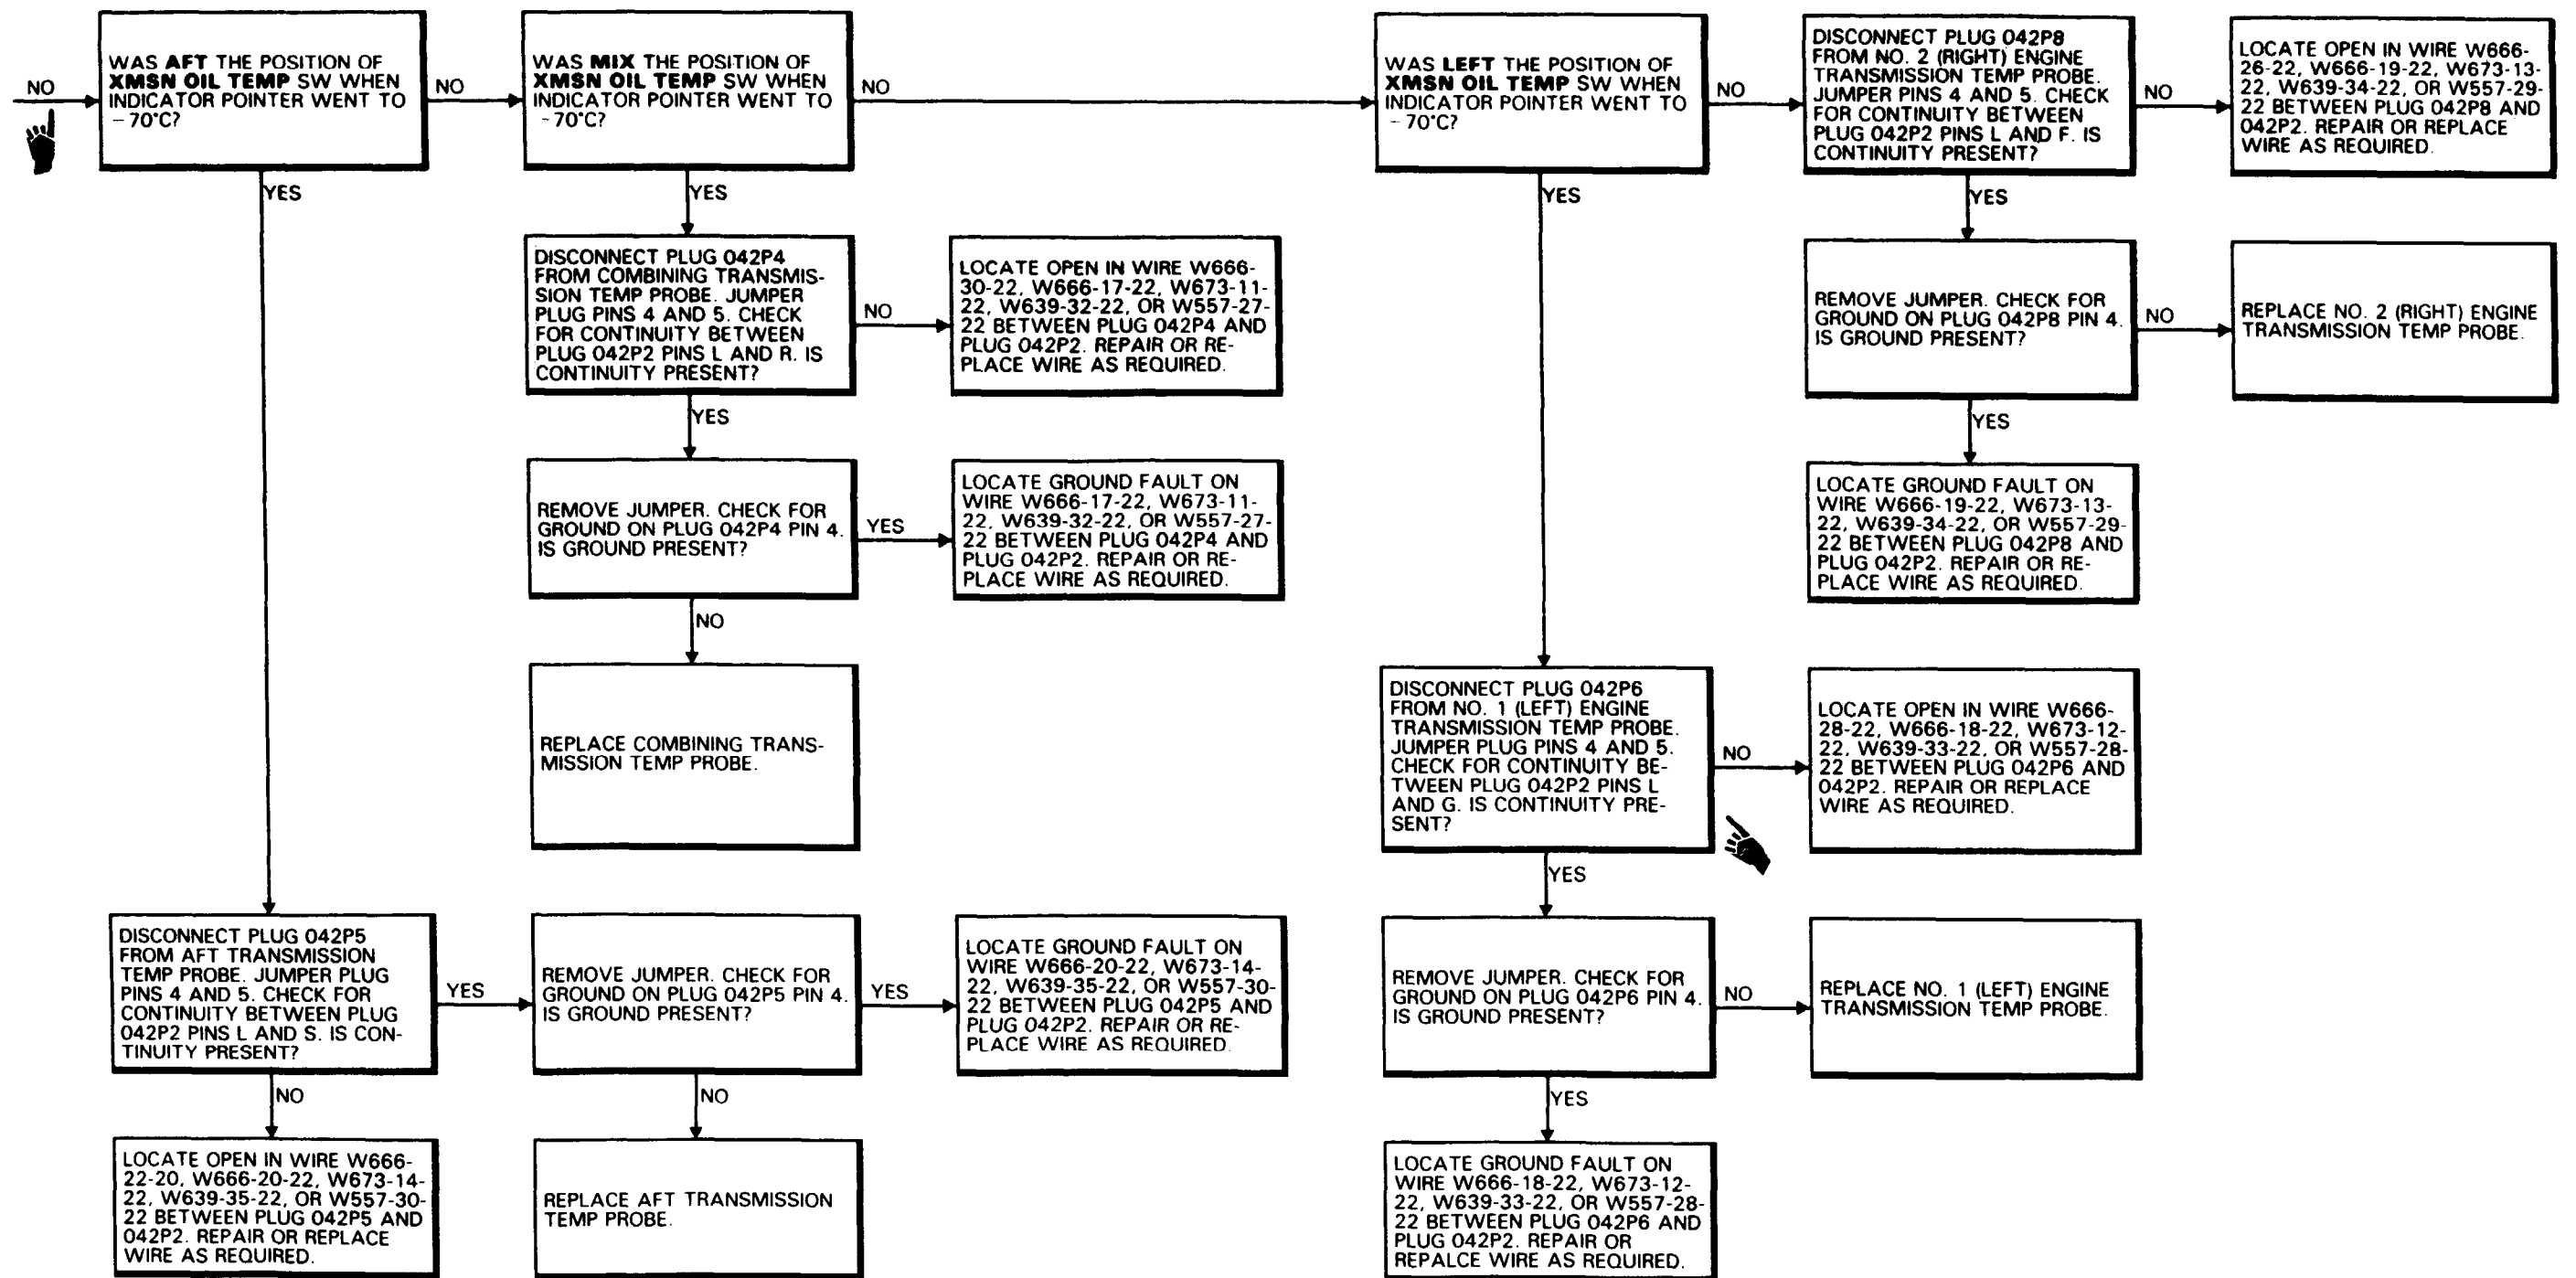 NO
WAS AFT THE POSITION OF
XMSN OIL TEMP SW WHEN
INDICATOR POINTER WENT TO
-70°C?
NO
WAS MIX THE POSITION OF
XMSN OIL TEMP SW WHEN
INDICATOR POINTER WENT TO
-70°C?
NO
WAS LEFT THE POSITION OF
XMSN OIL TEMP SW WHEN
INDICATOR POINTER WENT TO
-70°C?
NO
DISCONNECT PLUG 042P8
FROM NO. 2 (RIGHT) ENGINE
TRANSMISSION TEMP PROBE.
JUMPER PINS 4 AND 5. CHECK
FOR CONTINUITY BETWEEN
PLUG 042P2 PINS L AND F. IS
CONTINUITY PRESENT?
NO
LOCATE OPEN IN WIRE W666-
26-22, W666-19-22, W673-13-
22, W639-34-22, OR W557-29-
22 BETWEEN PLUG 042P8 AND
042P2. REPAIR OR REPLACE
WIRE AS REQUIRED.
YES
YES
YES
YES
DISCONNECT PLUG 042P4
FROM COMBINING TRANSMIS-
SION TEMP PROBE. JUMPER
PLUG PINS 4 AND 5. CHECK
FOR CONTINUITY BETWEEN
PLUG 042P2 PINS L AND R. IS
CONTINUITY PRESENT?
NO
LOCATE OPEN IN WIRE W666-
30-22, W666-17-22, W673-11-
22, W639-32-22, OR W557-27-
22 BETWEEN PLUG 042P4 AND
PLUG 042P2. REPAIR OR RE-
PLACE WIRE AS REQUIRED.
REMOVE JUMPER. CHECK FOR
GROUND ON PLUG 042P8 PIN 4.
IS GROUND PRESENT?
NO
REPLACE NO. 2 (RIGHT) ENGINE
TRANSMISSION TEMP PROBE.
YES
YES
REMOVE JUMPER. CHECK FOR
GROUND ON PLUG 042P4 PIN 4.
IS GROUND PRESENT?
YES
LOCATE GROUND FAULT ON
WIRE W666-17-22, W673-11-
22, W639-32-22, OR W557-27-
22 BETWEEN PLUG 042P4 AND
PLUG 042P2. REPAIR OR RE-
PLACE WIRE AS REQUIRED.
LOCATE GROUND FAULT ON
WIRE W666-19-22, W673-13-
22, W639-34-22, OR W557-29-
22 BETWEEN PLUG 042P8 AND
PLUG 042P2. REPAIR OR RE-
PLACE WIRE AS REQUIRED.
NO
REPLACE COMBINING TRANS-
MISSION TEMP PROBE.
DISCONNECT PLUG 042P6
FROM NO. 1 (LEFT) ENGINE
TRANSMISSION TEMP PROBE.
JUMPER PLUG PINS 4 AND 5.
CHECK FOR CONTINUITY BE-
TWEEN PLUG 042P2 PINS L
AND G. IS CONTINUITY PRE-
SENT?
NO
LOCATE OPEN IN WIRE W666-
28-22, W666-18-22, W673-12-
22, W639-33-22, OR W557-28-
22 BETWEEN PLUG 042P6 AND
042P2. REPAIR OR REPLACE
WIRE AS REQUIRED.
YES
DISCONNECT PLUG 042P5
FROM AFT TRANSMISSION
TEMP PROBE. JUMPER PLUG
PINS 4 AND 5. CHECK FOR
CONTINUITY BETWEEN PLUG
042P2 PINS L AND S. IS CON-
TINUITY PRESENT?
YES
REMOVE JUMPER. CHECK FOR
GROUND ON PLUG 042P5 PIN 4.
IS GROUND PRESENT?
YES
LOCATE GROUND FAULT ON
WIRE W666-20-22, W673-14-
22, W639-35-22, OR W557-30-
22 BETWEEN PLUG 042P5 AND
PLUG 042P2. REPAIR OR RE-
PLACE WIRE AS REQUIRED.
REMOVE JUMPER. CHECK FOR
GROUND ON PLUG 042P6 PIN 4.
IS GROUND PRESENT?
NO
REPLACE NO. 1 (LEFT) ENGINE
TRANSMISSION TEMP PROBE.
NO
NO
YES
LOCATE OPEN IN WIRE W666-
22-20, W666-20-22, W673-14-
22, W639-35-22, OR W557-30-
22 BETWEEN PLUG 042P5 AND
042P2. REPAIR OR REPLACE
WIRE AS REQUIRED.
REPLACE AFT TRANSMISSION
TEMP PROBE.
LOCATE GROUND FAULT ON
WIRE W666-18-22, W673-12-
22, W639-33-22, OR W557-28-
22 BETWEEN PLUG 042P6 AND
PLUG 042P2. REPAIR OR
REPALCE WIRE AS REQUIRED.